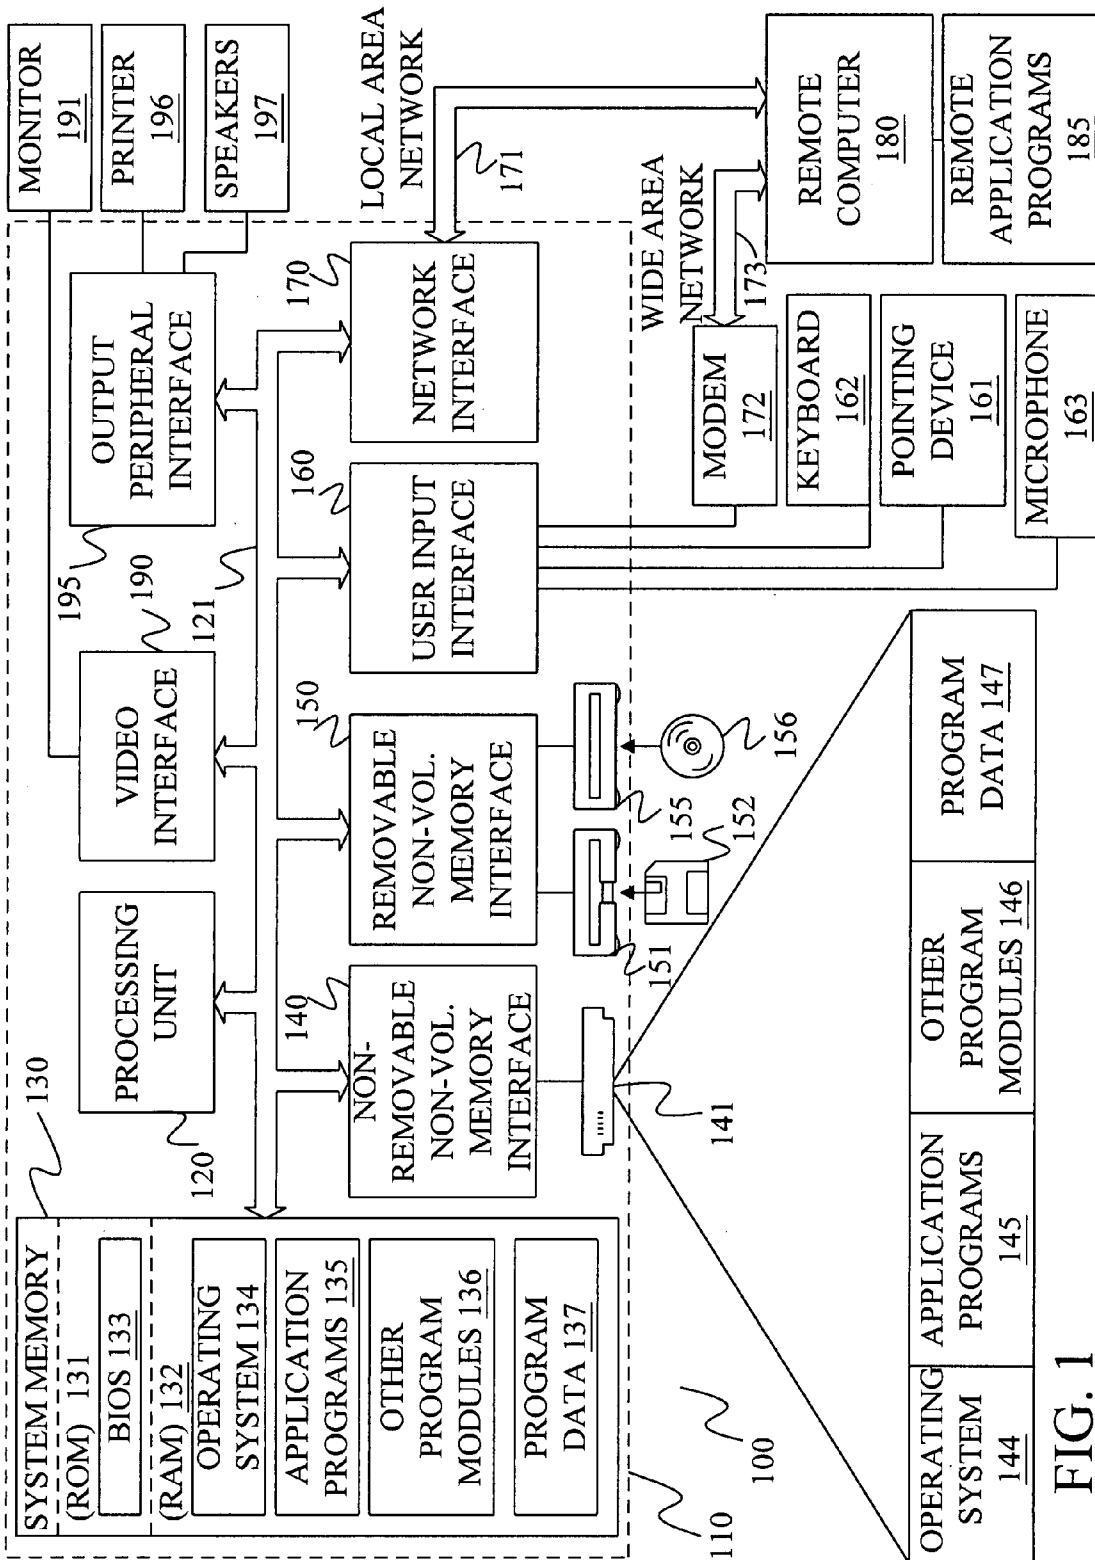 SYSTEM MEMORY
(ROM) 131
BIOS 133
(RAM) 132
OPERATING
SYSTEM 134
APPLICATION
PROGRAMS 135
OTHER
PROGRAM
MODULES 136
PROGRAM
DATA 137
130
PROCESSING
UNIT
120
VIDEO
INTERFACE
190
121
OUTPUT
PERIPHERAL
INTERFACE
195
MONITOR
191
PRINTER
196
SPEAKERS
197
NON-
REMOVABLE
NON-VOL.
MEMORY
INTERFACE
140
REMOVABLE
NON-VOL.
MEMORY
INTERFACE
150
USER INPUT
INTERFACE
160
NETWORK
INTERFACE
170
LOCAL AREA
NETWORK
171
141
151
152
155
156
WIDE AREA
NETWORK
173
MODEM
172
KEYBOARD
162
POINTING
DEVICE
161
MICROPHONE
163
REMOTE
COMPUTER
180
REMOTE
APPLICATION
PROGRAMS
185
110
100
OPERATING
SYSTEM
144
APPLICATION
PROGRAMS
145
OTHER
PROGRAM
MODULES 146
PROGRAM
DATA 147
FIG. 1